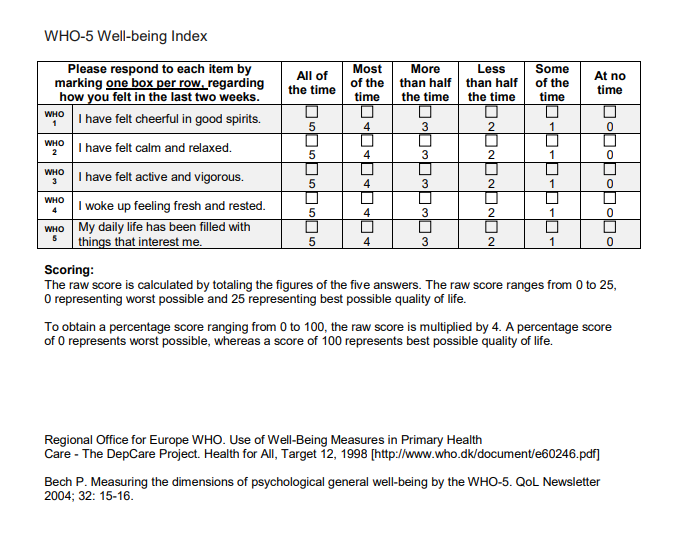 WHO-5 Well-being Index
Please respond to each item by
marking one box per row, regarding
how you felt in the last two weeks.
All of
the time
Most
of the
time
More
than half
the time
Less
than half
the time
Some
of the
time
At no
time
WHO
1
I have felt cheerful in good spirits.
5 4 3 2 1 0
WHO
2
I have felt calm and relaxed.
5 4 3 2 1 0
WHO
3
I have felt active and vigorous.
5 4 3 2 1 0
WHO
4
I woke up feeling fresh and rested.
5 4 3 2 1 0
WHO
5
My daily life has been filled with
things that interest me.
5 4 3 2 1 0
Scoring:
The raw score is calculated by totaling the figures of the five answers. The raw score ranges from 0 to 25,
0 representing worst possible and 25 representing best possible quality of life.
To obtain a percentage score ranging from 0 to 100, the raw score is multiplied by 4. A percentage score
of 0 represents worst possible, whereas a score of 100 represents best possible quality of life.
Regional Office for Europe WHO. Use of Well-Being Measures in Primary Health
Care - The DepCare Project. Health for All, Target 12, 1998 [http://www.who.dk/document/e60246.pdf]
Bech P. Measuring the dimensions of psychological general well-being by the WHO-5. QoL Newsletter
2004; 32: 15-16.